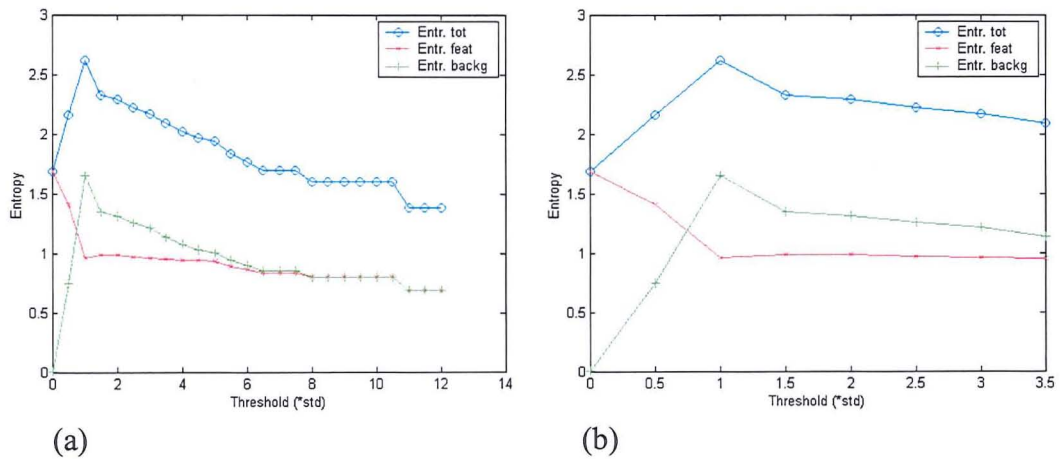 3
2.5
2
1.5
1
0.5
0
Entropy
0 2 4 6 8 10 12 14
Threshold (*std)
Entr. tot
Entr. feat
Entr. backg
(a)
3
2.5
2
1.5
1
0.5
0
Entropy
0 0.5 1 1.5 2 2.5 3 3.5
Threshold (*std)
Entr. tot
Entr. feat
Entr. backg
(b)